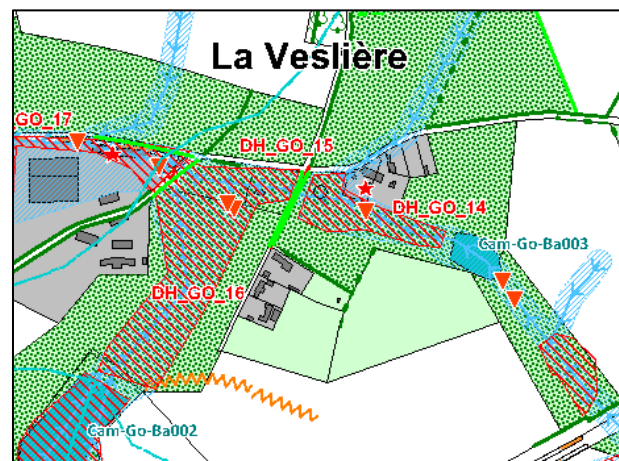 La Veslière
GO_17
DH_GO_15
DH_GO_14
Cam-Go-Ba003
DH_GO_16
Cam-Go-Ba002